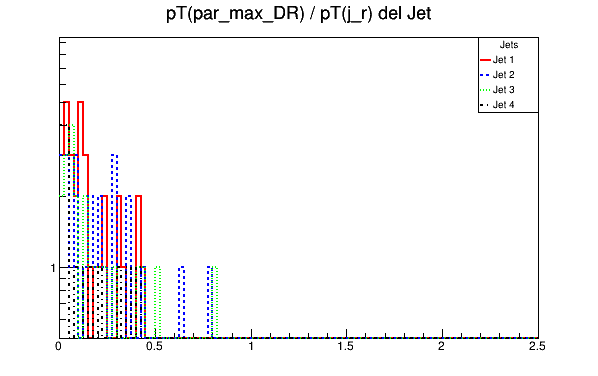 pT(par_max_DR) / pT(j_r) del Jet
Jets
Jet 1
Jet 2
Jet 3
Jet 4
1
0 0.5 1 1.5 2 2.5